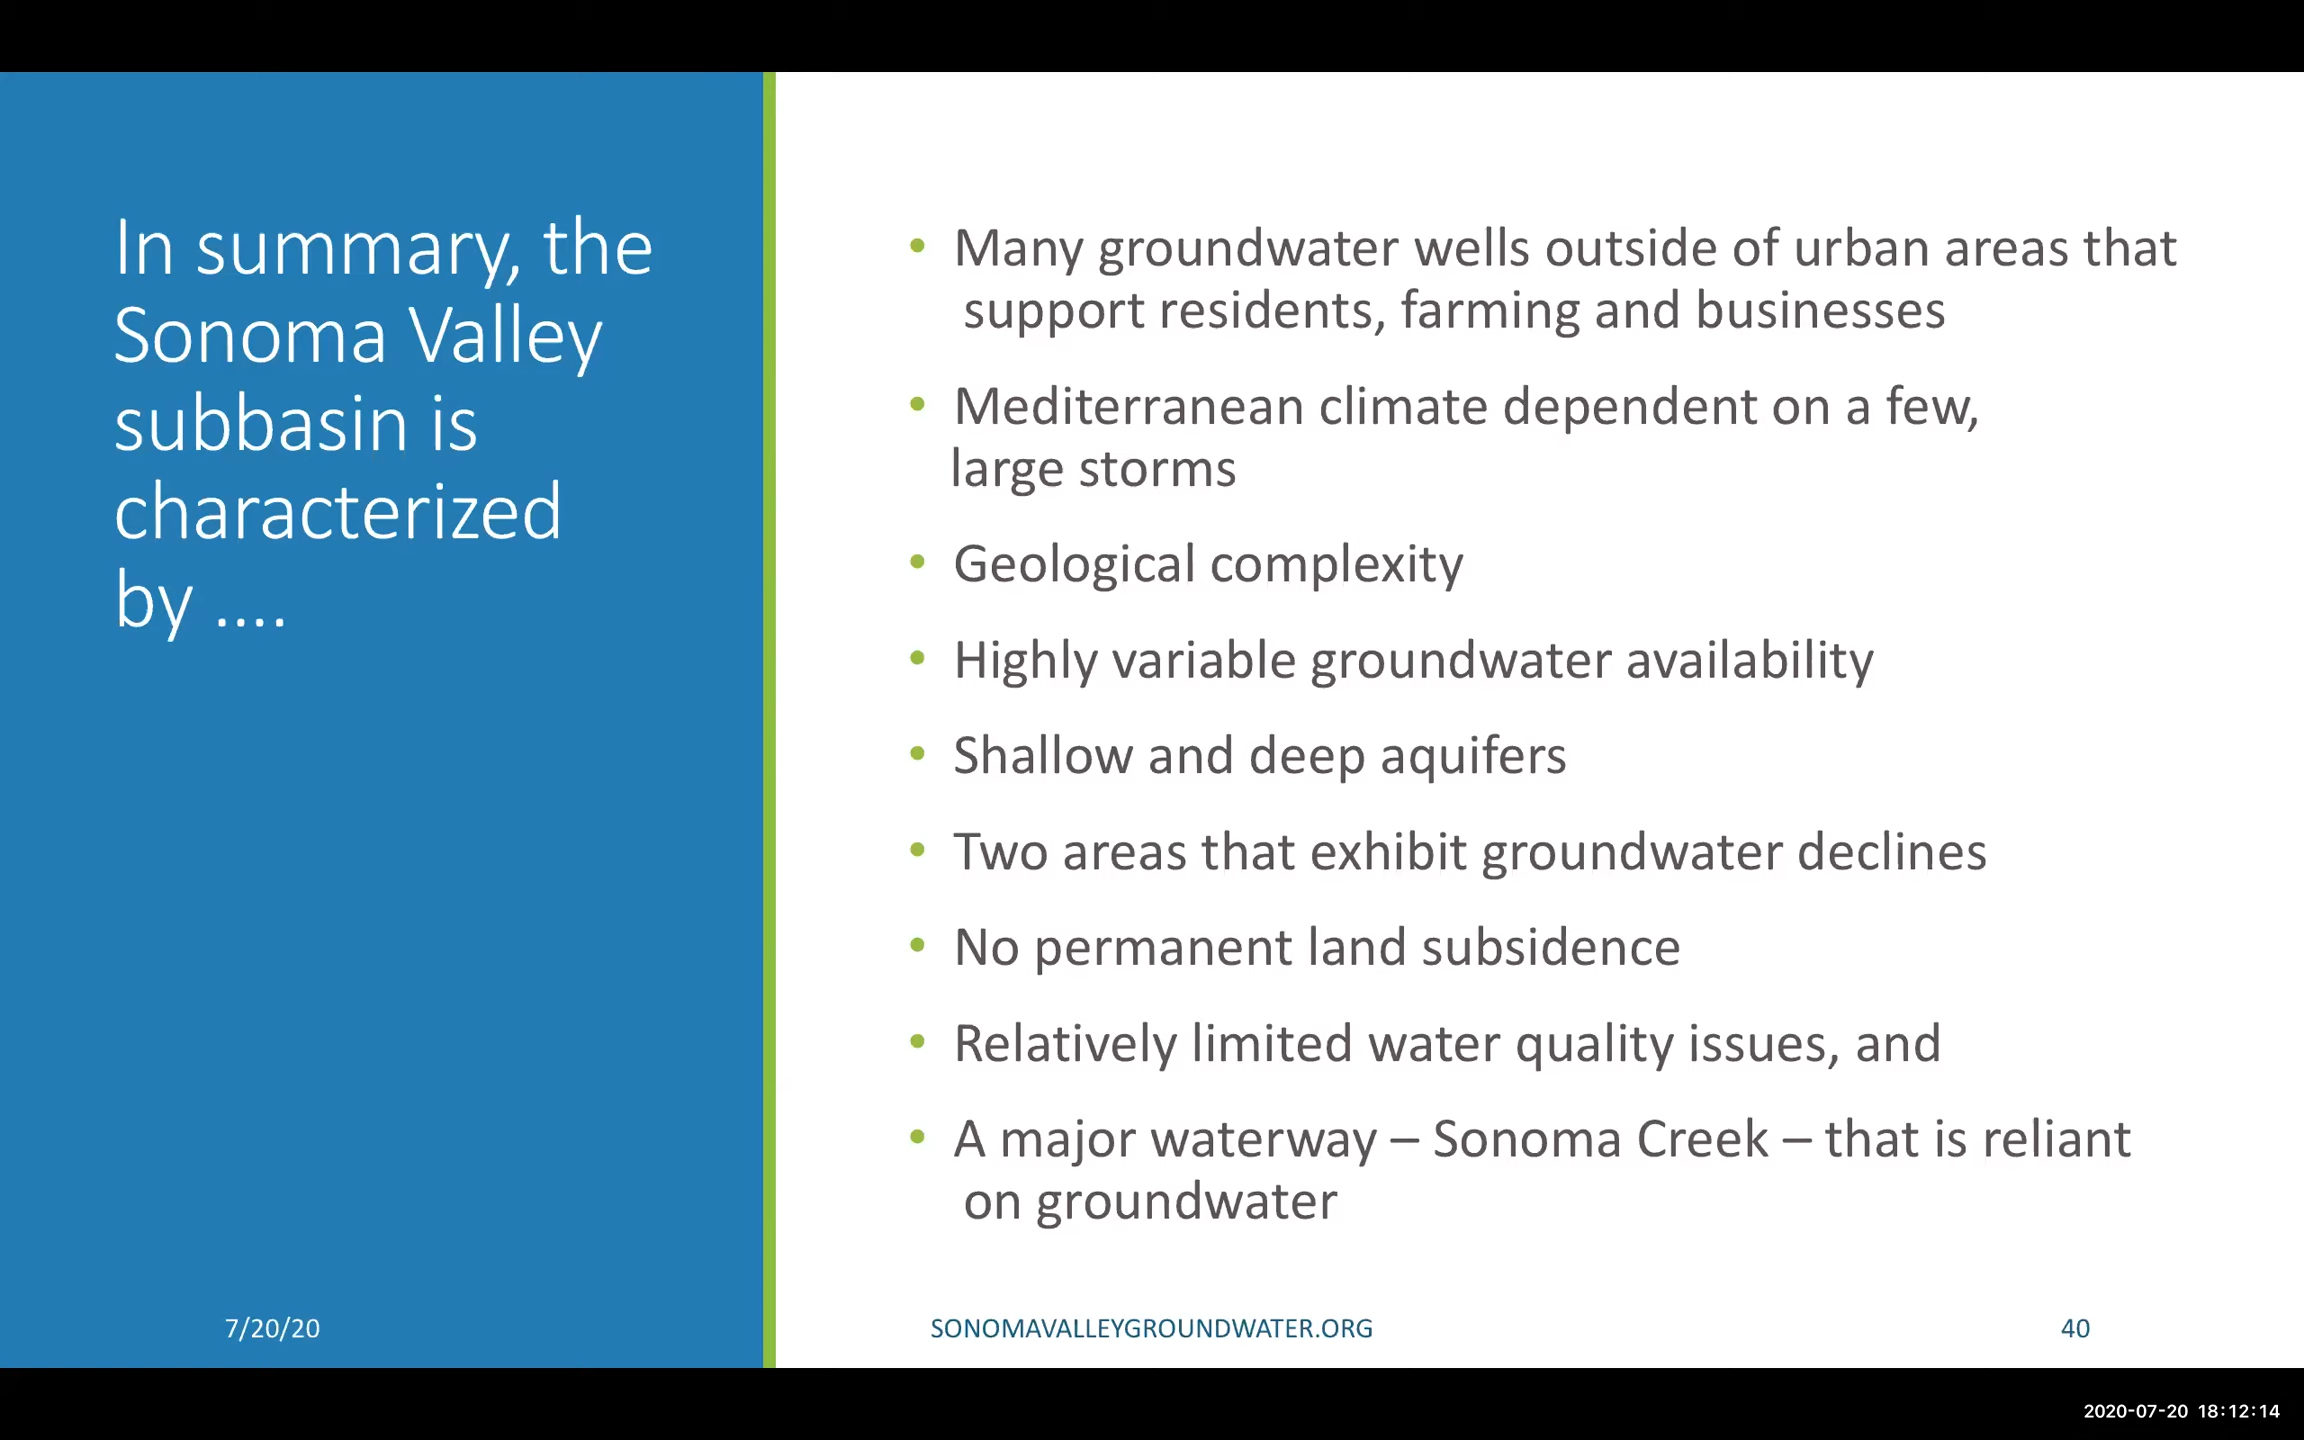 In summary, the
Sonoma Valley
subbasin is
characterized
by ....
• Many groundwater wells outside of urban areas that
support residents, farming and businesses
• Mediterranean climate dependent on a few,
large storms
• Geological complexity
• Highly variable groundwater availability
• Shallow and deep aquifers
• Two areas that exhibit groundwater declines
• No permanent land subsidence
• Relatively limited water quality issues, and
• A major waterway – Sonoma Creek – that is reliant
on groundwater
7/20/20
SONOMAVALLEYGROUNDWATER.ORG
40
2020-07-20 18:12:14